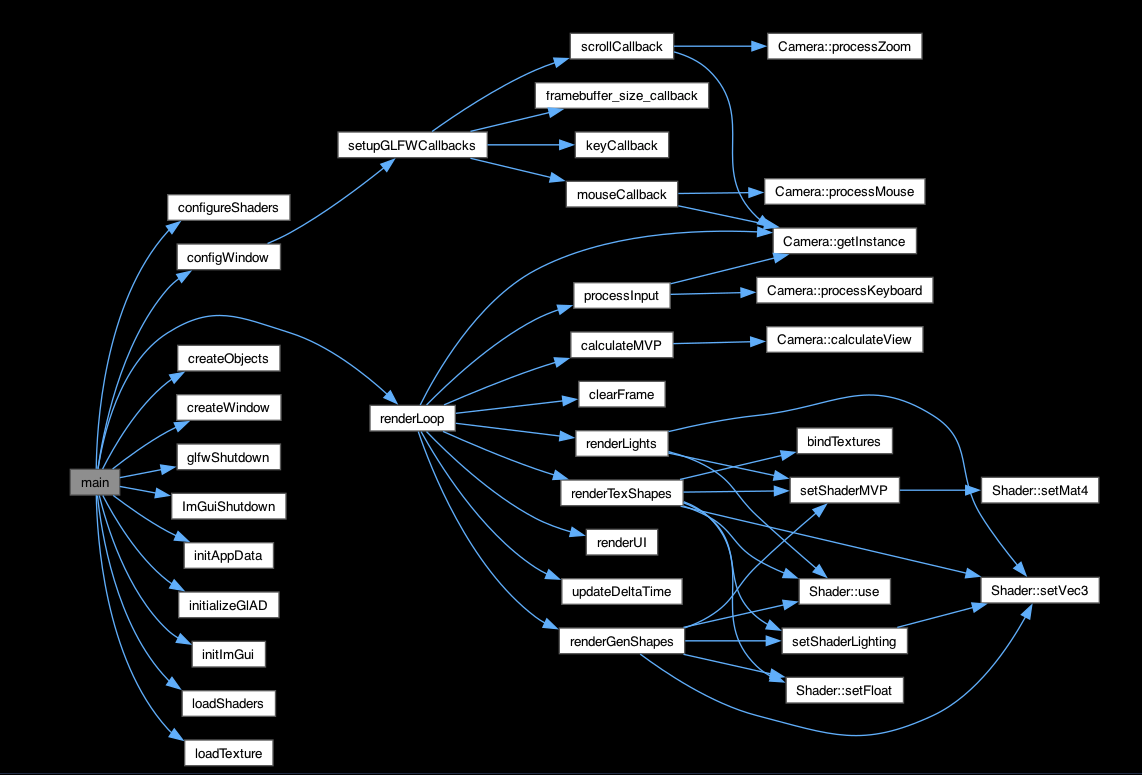 scrollCallback
Camera::processZoom
framebuffer_size_callback
setupGLFWCallbacks
keyCallback
mouseCallback
Camera::processMouse
configureShaders
Camera::getInstance
configWindow
processInput
Camera::processKeyboard
calculateMVP
Camera::calculateView
createObjects
clearFrame
createWindow
renderLoop
renderLights
bindTextures
glfwShutdown
main
renderTexShapes
setShaderMVP
Shader::setMat4
ImGuiShutdown
renderUI
initAppData
updateDeltaTime
Shader::use
Shader::setVec3
initializeGlAD
renderGenShapes
setShaderLighting
initImGui
Shader::setFloat
loadShaders
loadTexture